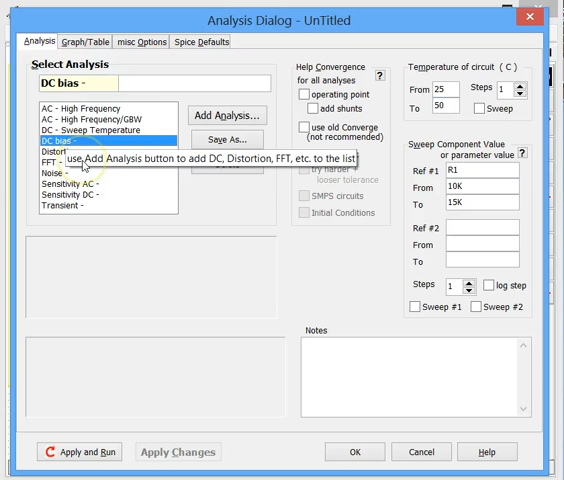 Analysis Dialog - UnTitled
Analysis
Graph/Table
misc Options
Spice Defaults
Select Analysis
DC bias -
AC - High Frequency
AC - High Frequency/GBW
DC - Sweep Temperature
DC bias -
Distort
FFT -
Noise -
Sensitivity AC -
Sensitivity DC -
Transient -
use Add Analysis button to add DC, Distortion, FFT, etc. to the list
Add Analysis...
Save As...
Help Convergence
for all analyses
?
operating point
add shunts
use old Converge
(not recommended)
try harder +
looser tolerance
SMPS circuits
Initial Conditions
Temperature of circuit ( C )
From 25
Steps 1
To 50
Sweep
Sweep Component Value
or parameter value
?
Ref #1 R1
From 10K
To 15K
Ref #2
From
To
Steps 1
log step
Sweep #1
Sweep #2
Notes
Apply and Run
Apply Changes
OK
Cancel
Help